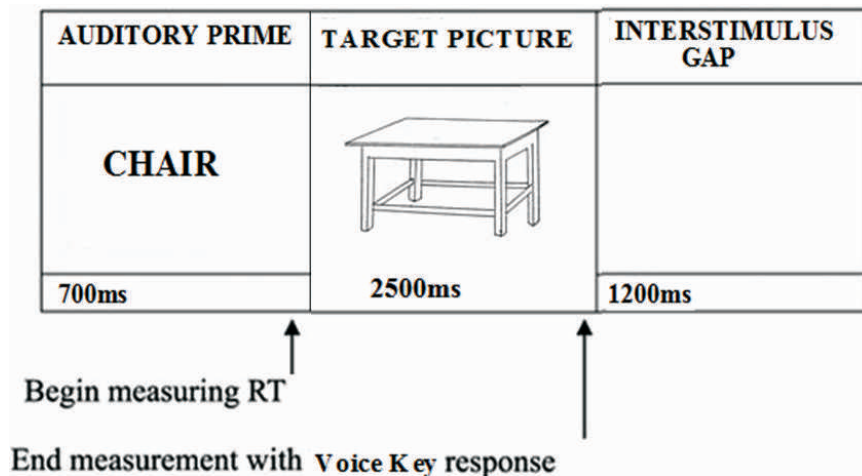 AUDITORY PRIME
TARGET PICTURE
INTERSTIMULUS
GAP
CHAIR
700ms
2500ms
1200ms
Begin measuring RT
End measurement with Voice Key response